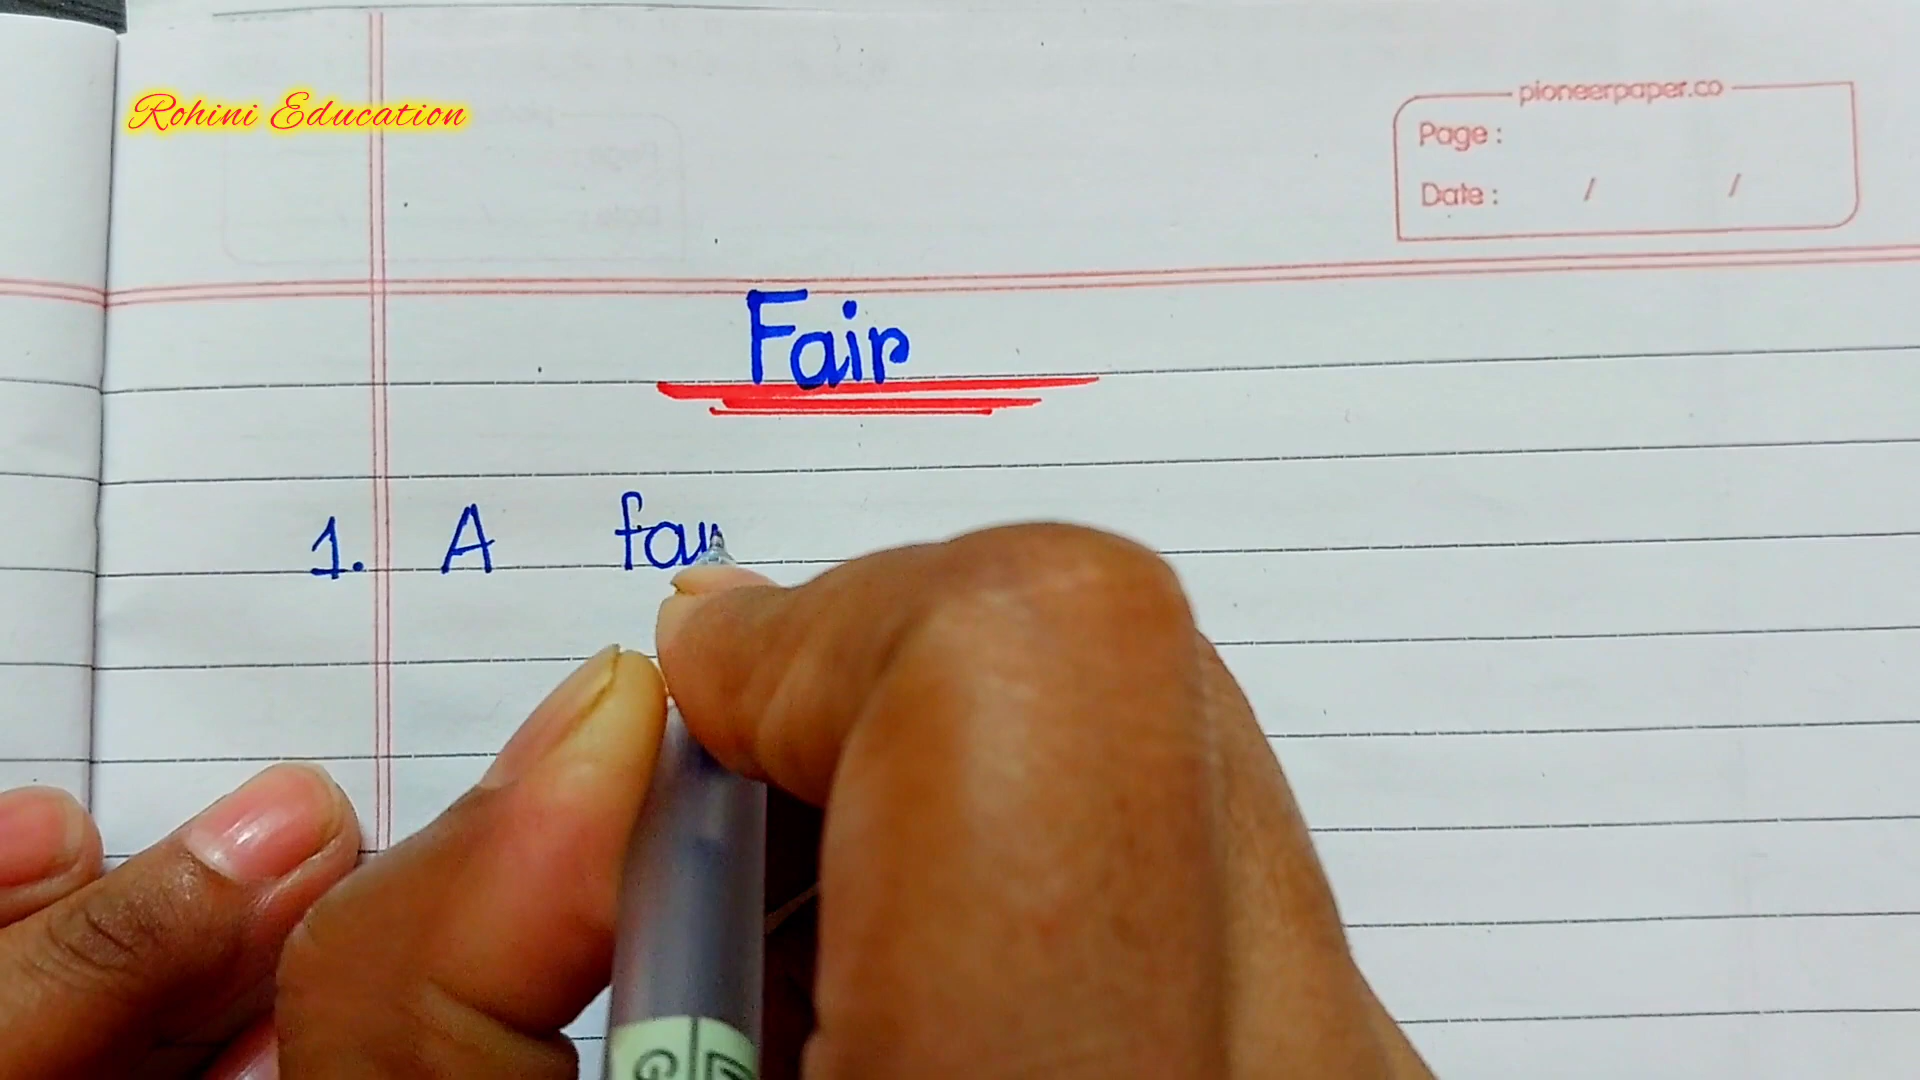 Rohini Education
pioneerpaper.co
Page :
Date : / /
Fair
1. A